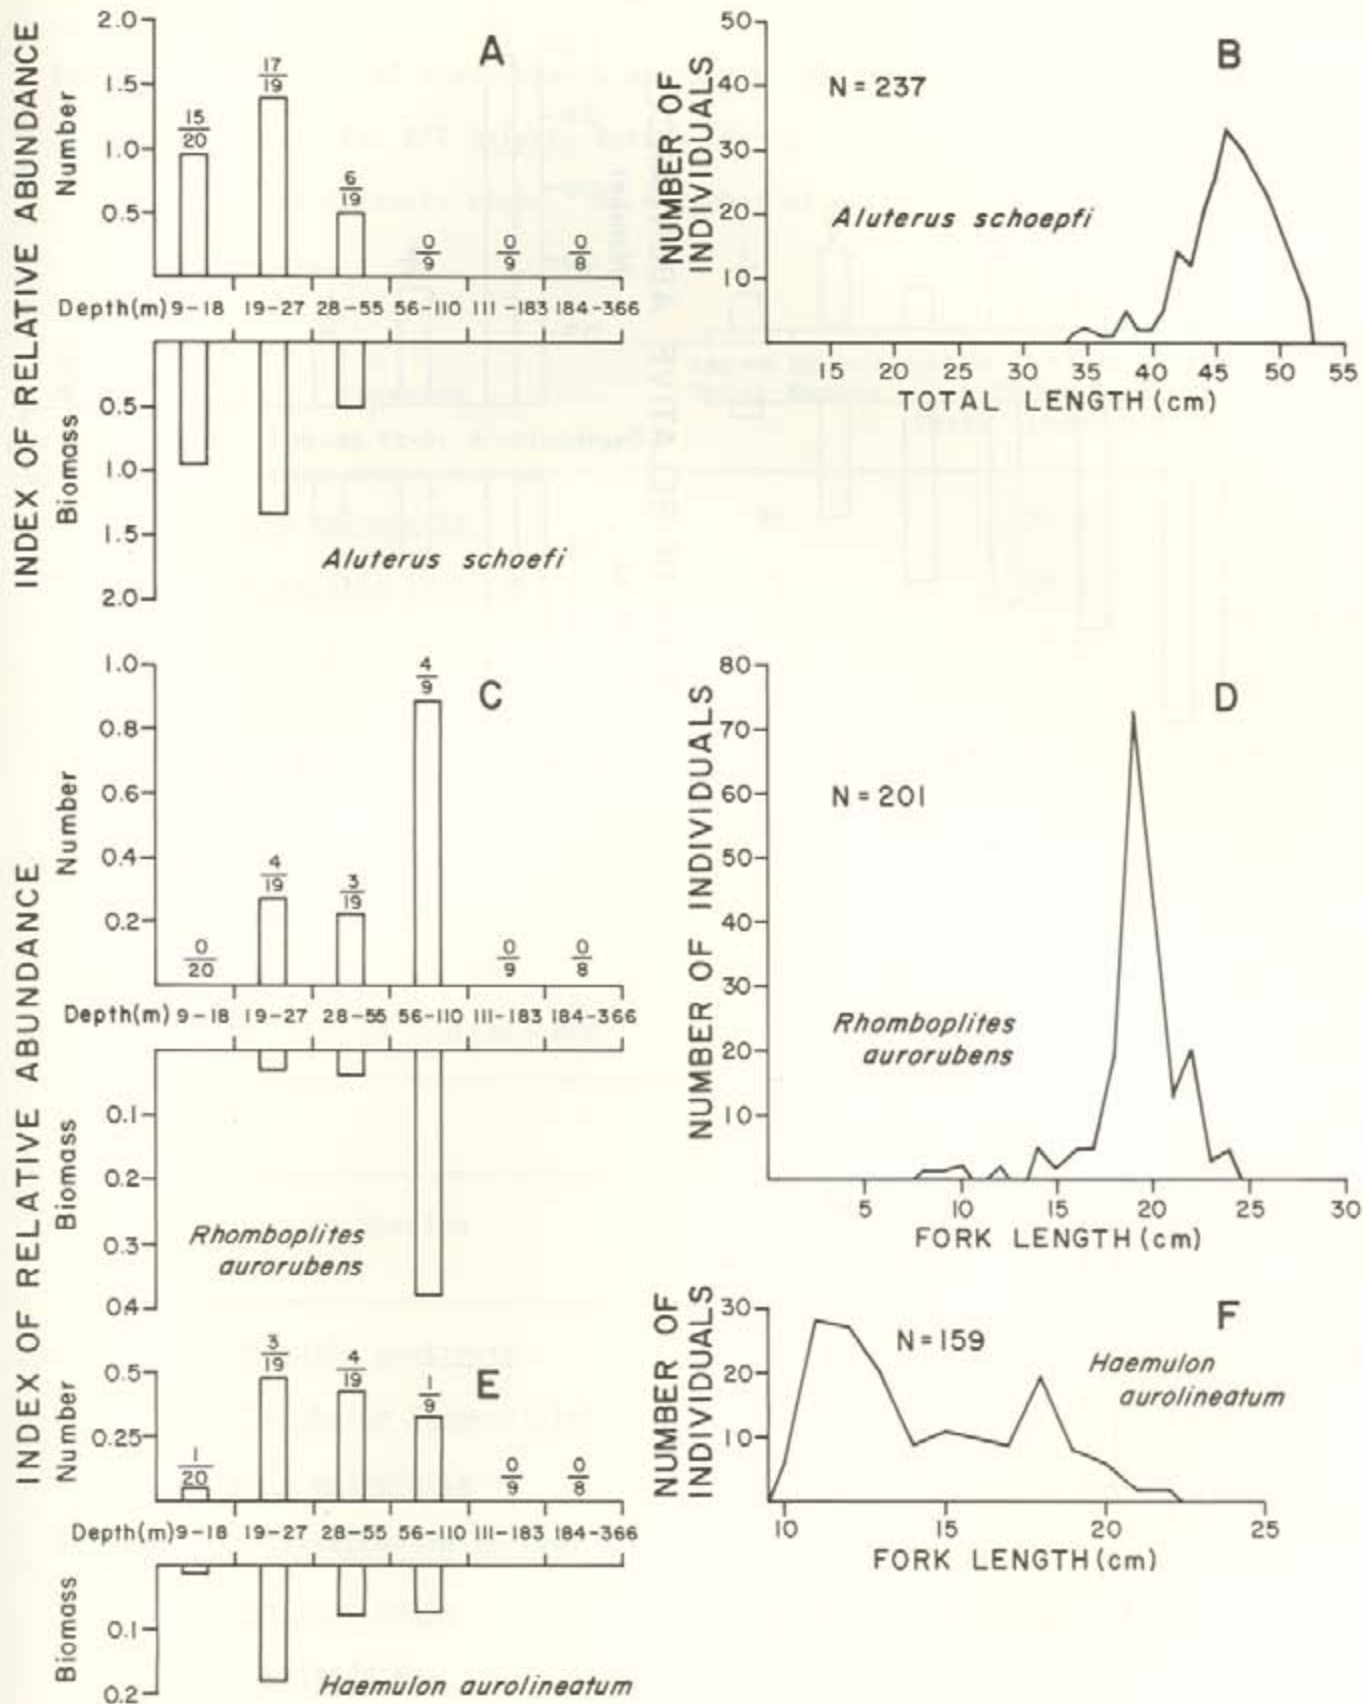 INDEX OF RELATIVE ABUNDANCE
Number
2.0
1.5
1.0
0.5
15/20
17/19
6/19
0/9
0/9
0/8
A
Depth(m) 9-18 19-27 28-55 56-110 111-183 184-366
Biomass
0.5
1.0
1.5
2.0
Aluterus schoefi
NUMBER OF
INDIVIDUALS
50
40
30
20
10
B
N = 237
Aluterus schoepfi
15 20 25 30 35 40 45 50 55
TOTAL LENGTH (cm)
INDEX OF RELATIVE ABUNDANCE
Number
1.0
0.8
0.6
0.4
0.2
0/20
4/19
3/19
4/9
0/9
0/8
C
Depth(m) 9-18 19-27 28-55 56-110 111-183 184-366
Biomass
0.1
0.2
0.3
0.4
Rhomboplites
aurorubens
NUMBER OF INDIVIDUALS
80
70
60
50
40
30
20
10
D
N = 201
Rhomboplites
aurorubens
5 10 15 20 25 30
FORK LENGTH (cm)
Number
0.5
0.25
1/20
3/19
4/19
1/9
0/9
0/8
E
Depth(m) 9-18 19-27 28-55 56-110 111-183 184-366
Biomass
0.1
0.2
Haemulon aurolineatum
NUMBER OF
INDIVIDUALS
30
20
10
F
N=159
Haemulon
aurolineatum
10 15 20 25
FORK LENGTH (cm)